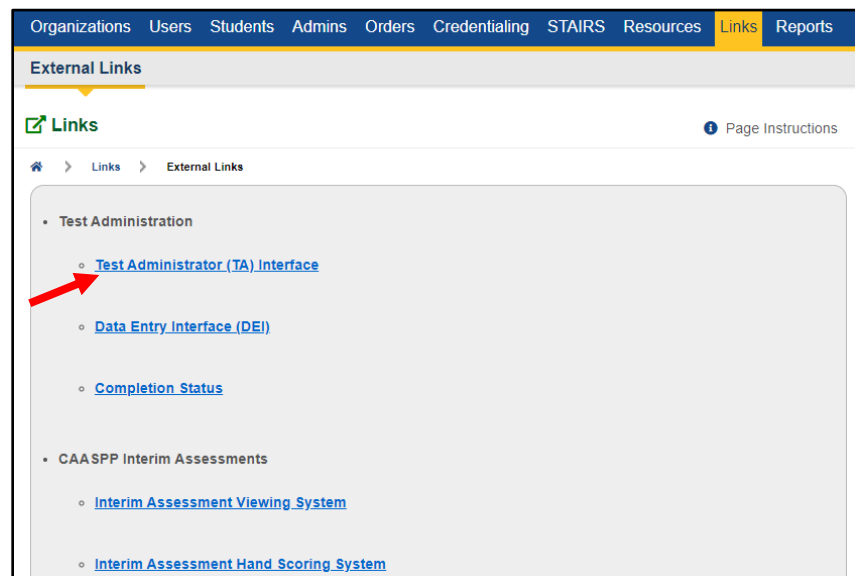 Organizations Users Students Admins Orders Credentialing STAIRS Resources Links Reports
External Links
Links
Page Instructions
Links > External Links
Test Administration
Test Administrator (TA) Interface
Data Entry Interface (DEI)
Completion Status
CAASPP Interim Assessments
Interim Assessment Viewing System
Interim Assessment Hand Scoring System